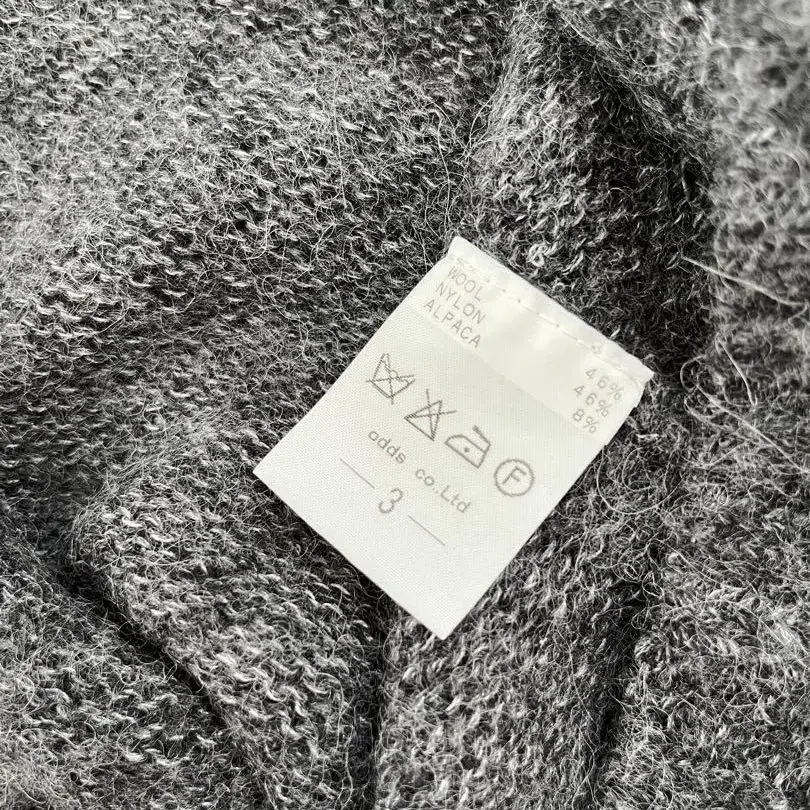 WOOL 46%
NYLON 46%
ALPACA 8%
F
odds co.,Ltd
— 3 —